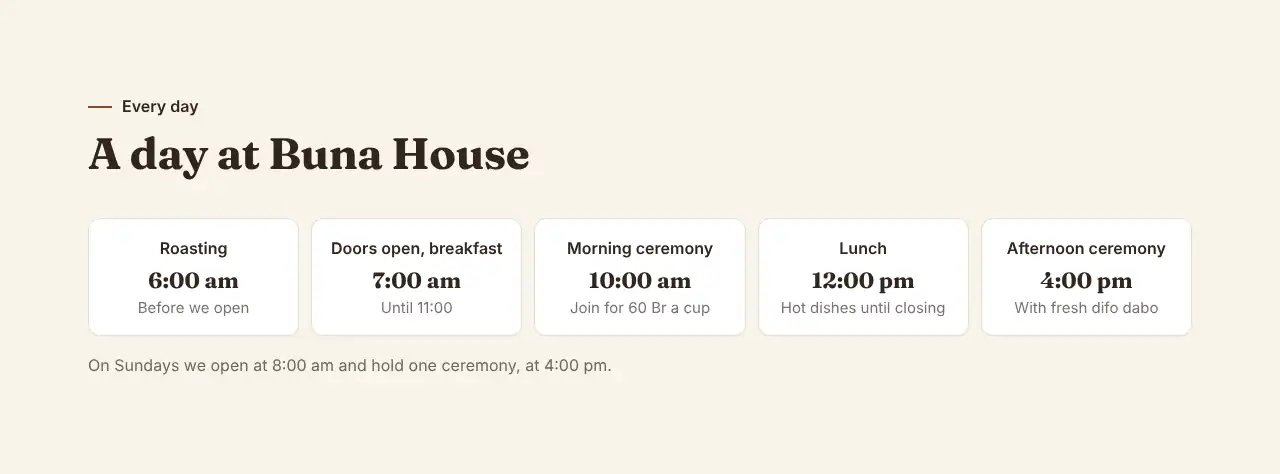 Every day
A day at Buna House
Roasting
6:00 am
Before we open
Doors open, breakfast
7:00 am
Until 11:00
Morning ceremony
10:00 am
Join for 60 Br a cup
Lunch
12:00 pm
Hot dishes until closing
Afternoon ceremony
4:00 pm
With fresh difo dabo
On Sundays we open at 8:00 am and hold one ceremony, at 4:00 pm.